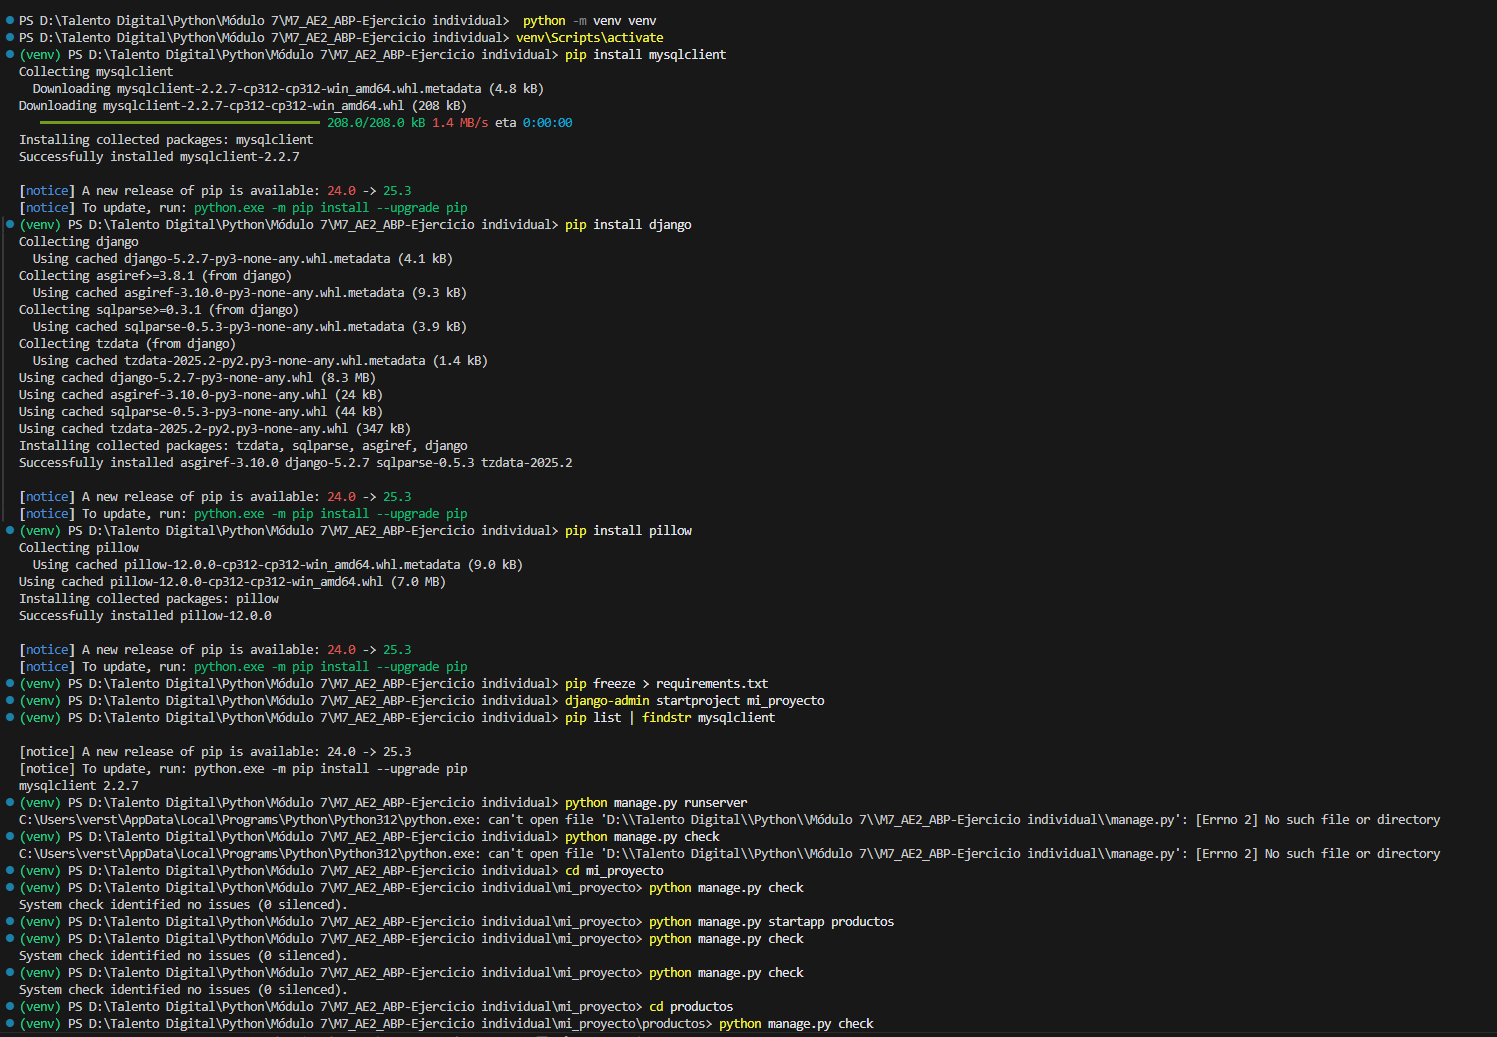 PS D:\Talento Digital\Python\Módulo 7\M7_AE2_ABP-Ejercicio individual>  python -m venv venv
PS D:\Talento Digital\Python\Módulo 7\M7_AE2_ABP-Ejercicio individual> venv\Scripts\activate
(venv) PS D:\Talento Digital\Python\Módulo 7\M7_AE2_ABP-Ejercicio individual> pip install mysqlclient
Collecting mysqlclient
  Downloading mysqlclient-2.2.7-cp312-cp312-win_amd64.whl.metadata (4.8 kB)
Downloading mysqlclient-2.2.7-cp312-cp312-win_amd64.whl (208 kB)
208.0/208.0 kB 1.4 MB/s eta 0:00:00
Installing collected packages: mysqlclient
Successfully installed mysqlclient-2.2.7
[notice] A new release of pip is available: 24.0 -> 25.3
[notice] To update, run: python.exe -m pip install --upgrade pip
(venv) PS D:\Talento Digital\Python\Módulo 7\M7_AE2_ABP-Ejercicio individual> pip install django
Collecting django
  Using cached django-5.2.7-py3-none-any.whl.metadata (4.1 kB)
Collecting asgiref>=3.8.1 (from django)
  Using cached asgiref-3.10.0-py3-none-any.whl.metadata (9.3 kB)
Collecting sqlparse>=0.3.1 (from django)
  Using cached sqlparse-0.5.3-py3-none-any.whl.metadata (3.9 kB)
Collecting tzdata (from django)
  Using cached tzdata-2025.2-py2.py3-none-any.whl.metadata (1.4 kB)
Using cached django-5.2.7-py3-none-any.whl (8.3 MB)
Using cached asgiref-3.10.0-py3-none-any.whl (24 kB)
Using cached sqlparse-0.5.3-py3-none-any.whl (44 kB)
Using cached tzdata-2025.2-py2.py3-none-any.whl (347 kB)
Installing collected packages: tzdata, sqlparse, asgiref, django
Successfully installed asgiref-3.10.0 django-5.2.7 sqlparse-0.5.3 tzdata-2025.2
[notice] A new release of pip is available: 24.0 -> 25.3
[notice] To update, run: python.exe -m pip install --upgrade pip
(venv) PS D:\Talento Digital\Python\Módulo 7\M7_AE2_ABP-Ejercicio individual> pip install pillow
Collecting pillow
  Using cached pillow-12.0.0-cp312-cp312-win_amd64.whl.metadata (9.0 kB)
Using cached pillow-12.0.0-cp312-cp312-win_amd64.whl (7.0 MB)
Installing collected packages: pillow
Successfully installed pillow-12.0.0
[notice] A new release of pip is available: 24.0 -> 25.3
[notice] To update, run: python.exe -m pip install --upgrade pip
(venv) PS D:\Talento Digital\Python\Módulo 7\M7_AE2_ABP-Ejercicio individual> pip freeze > requirements.txt
(venv) PS D:\Talento Digital\Python\Módulo 7\M7_AE2_ABP-Ejercicio individual> django-admin startproject mi_proyecto
(venv) PS D:\Talento Digital\Python\Módulo 7\M7_AE2_ABP-Ejercicio individual> pip list | findstr mysqlclient
[notice] A new release of pip is available: 24.0 -> 25.3
[notice] To update, run: python.exe -m pip install --upgrade pip
mysqlclient 2.2.7
(venv) PS D:\Talento Digital\Python\Módulo 7\M7_AE2_ABP-Ejercicio individual> python manage.py runserver
C:\Users\verst\AppData\Local\Programs\Python\Python312\python.exe: can't open file 'D:\\Talento Digital\\Python\\Módulo 7\\M7_AE2_ABP-Ejercicio individual\\manage.py': [Errno 2] No such file or directory
(venv) PS D:\Talento Digital\Python\Módulo 7\M7_AE2_ABP-Ejercicio individual> python manage.py check
C:\Users\verst\AppData\Local\Programs\Python\Python312\python.exe: can't open file 'D:\\Talento Digital\\Python\\Módulo 7\\M7_AE2_ABP-Ejercicio individual\\manage.py': [Errno 2] No such file or directory
(venv) PS D:\Talento Digital\Python\Módulo 7\M7_AE2_ABP-Ejercicio individual> cd mi_proyecto
(venv) PS D:\Talento Digital\Python\Módulo 7\M7_AE2_ABP-Ejercicio individual\mi_proyecto> python manage.py check
System check identified no issues (0 silenced).
(venv) PS D:\Talento Digital\Python\Módulo 7\M7_AE2_ABP-Ejercicio individual\mi_proyecto> python manage.py startapp productos
(venv) PS D:\Talento Digital\Python\Módulo 7\M7_AE2_ABP-Ejercicio individual\mi_proyecto> python manage.py check
System check identified no issues (0 silenced).
(venv) PS D:\Talento Digital\Python\Módulo 7\M7_AE2_ABP-Ejercicio individual\mi_proyecto> python manage.py check
System check identified no issues (0 silenced).
(venv) PS D:\Talento Digital\Python\Módulo 7\M7_AE2_ABP-Ejercicio individual\mi_proyecto> cd productos
(venv) PS D:\Talento Digital\Python\Módulo 7\M7_AE2_ABP-Ejercicio individual\mi_proyecto\productos> python manage.py check